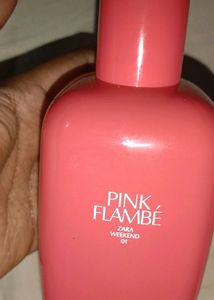 PINK
FLAMBÉ
ZARA
WEEKEND
01